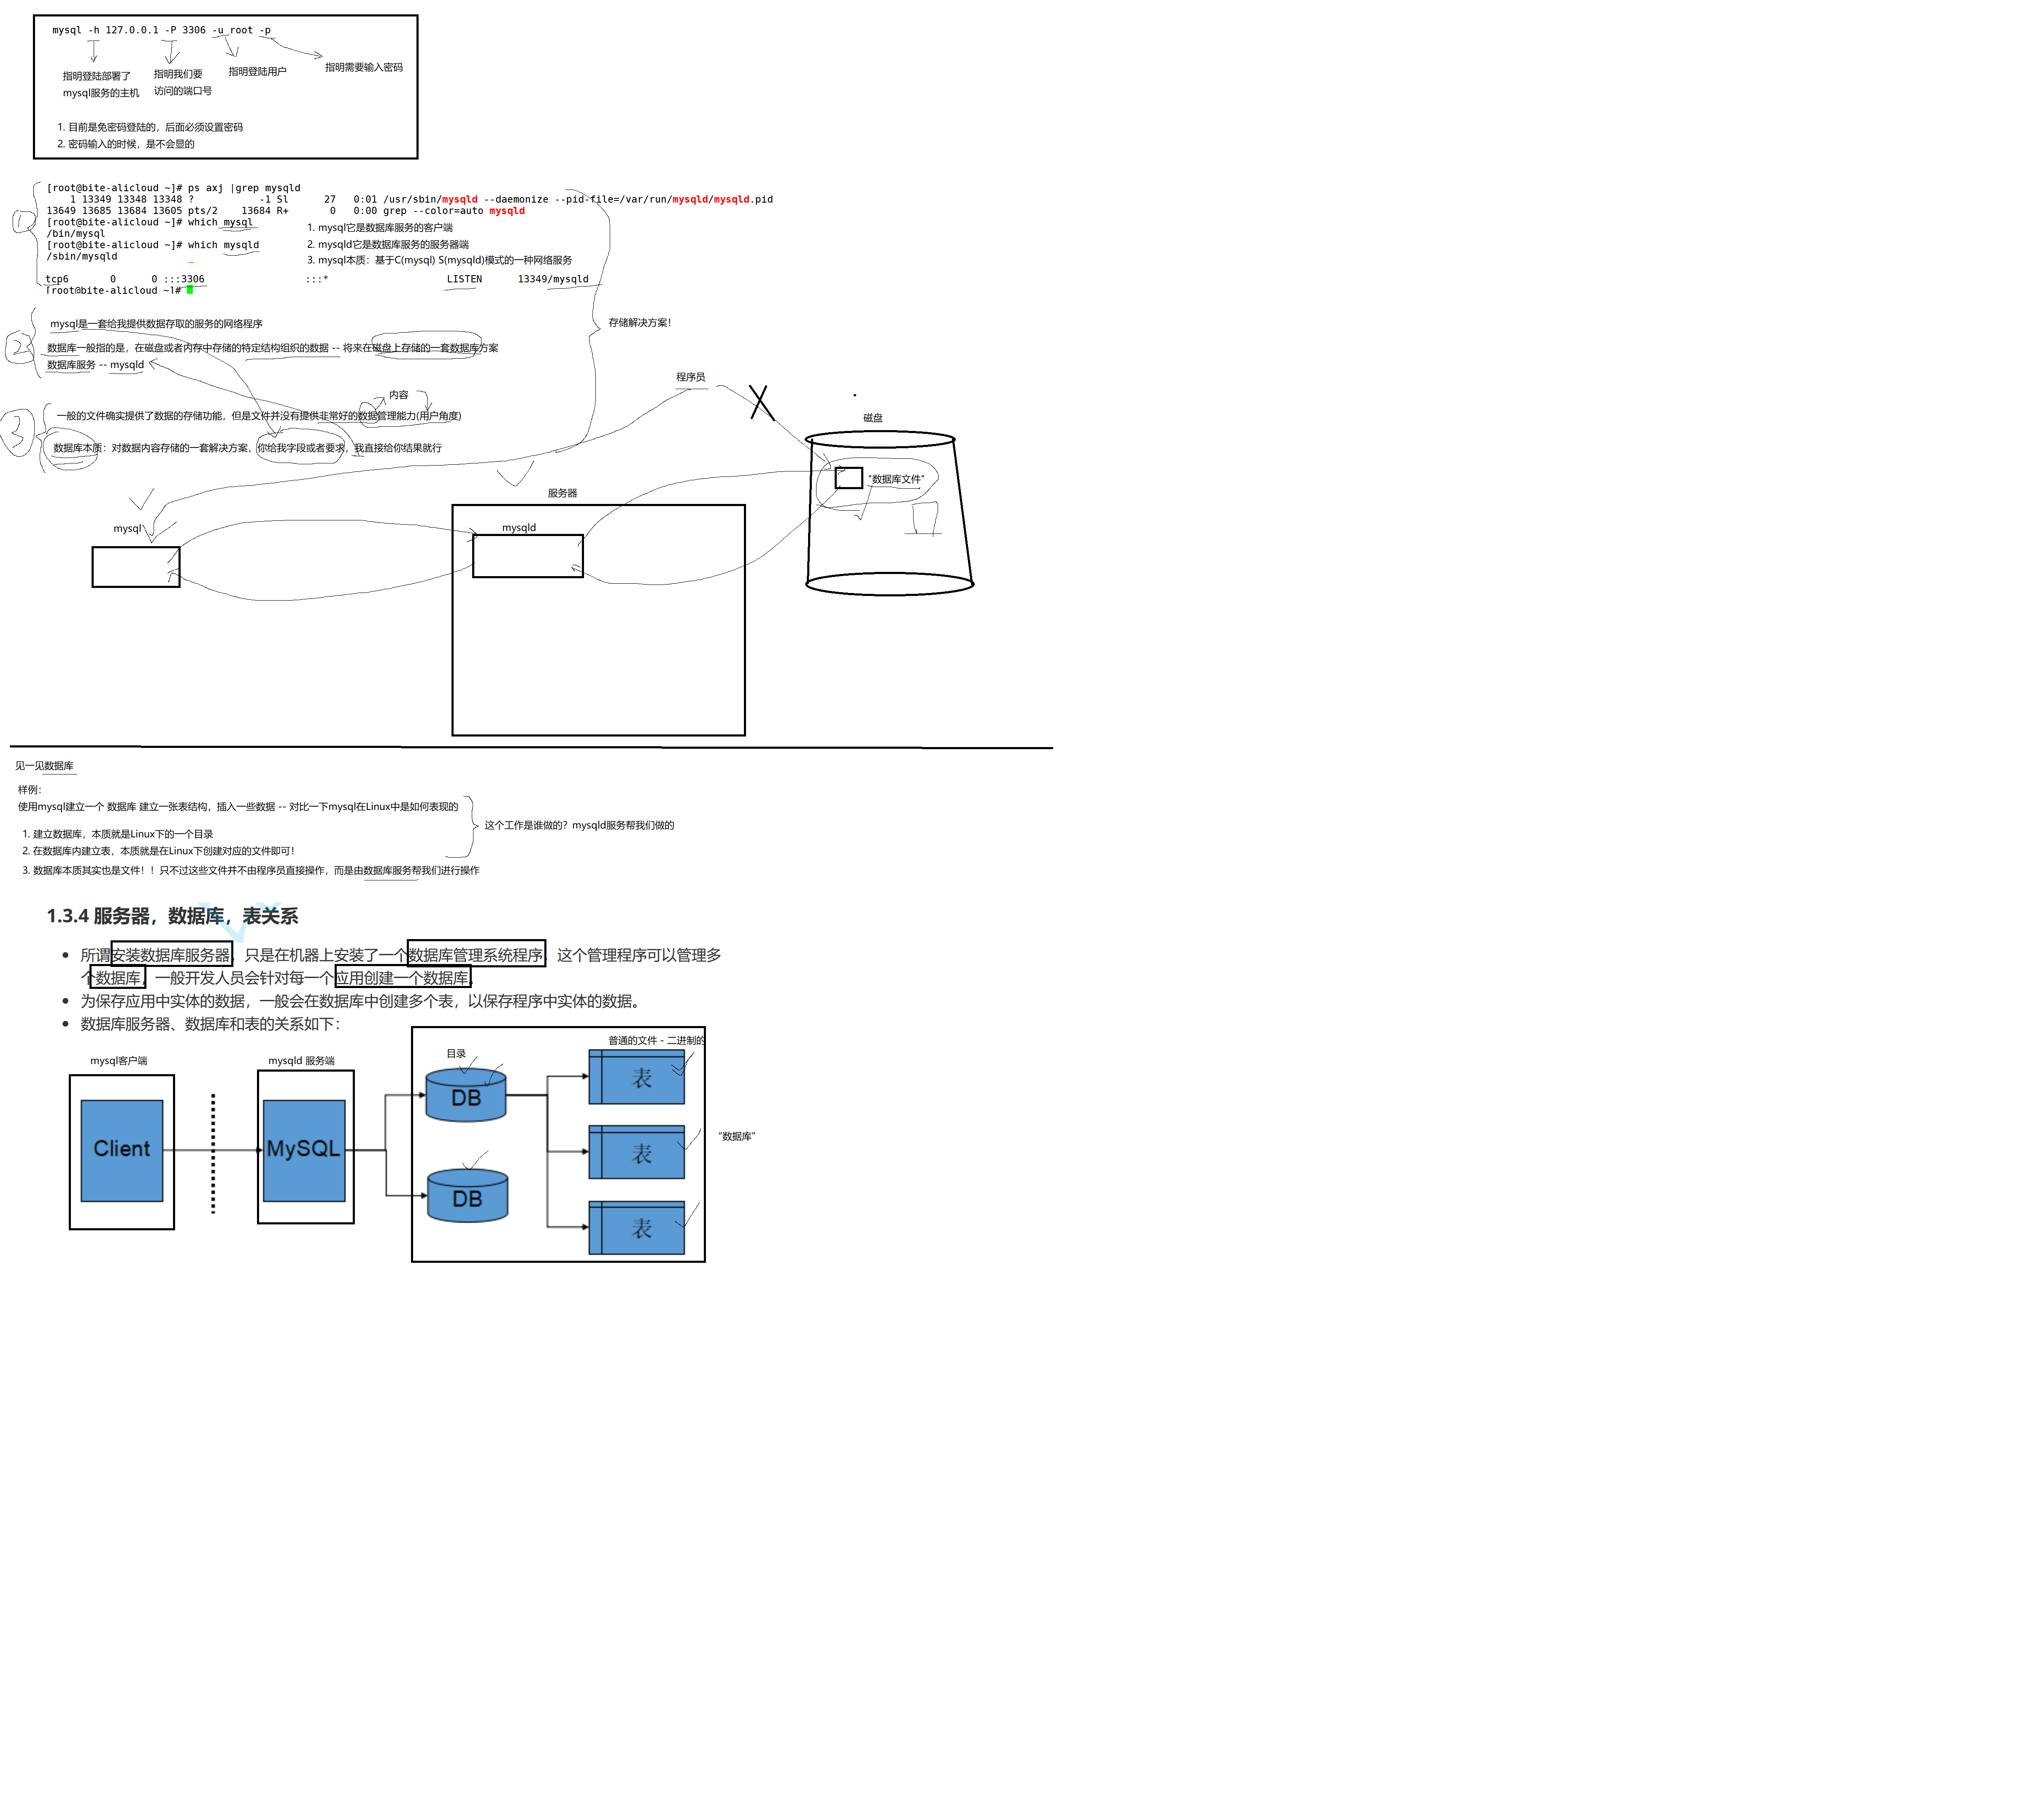 mysql -h 127.0.0.1 -P 3306 -u root -p
指明登陆部署了
mysql服务的主机
指明我们要
访问的端口号
指明登陆用户
指明需要输入密码
1. 目前是免密码登陆的，后面必须设置密码
2. 密码输入的时候，是不会显的
[root@bite-alicloud ~]# ps axj |grep mysqld
1 13349 13348 13348 ? -1 Sl 27 0:01 /usr/sbin/mysqld --daemonize --pid-file=/var/run/mysqld/mysqld.pid
13649 13685 13684 13605 pts/2 13684 R+ 0 0:00 grep --color=auto mysqld
[root@bite-alicloud ~]# which mysql
/bin/mysql
[root@bite-alicloud ~]# which mysqld
/sbin/mysqld
1. mysql它是数据库服务的客户端
2. mysqld它是数据库服务的服务器端
3. mysql本质：基于C(mysql) S(mysqld)模式的一种网络服务
tcp6 0 0 :::3306 :::* LISTEN 13349/mysqld
[root@bite-alicloud ~]#
1
2
3
mysql是一套给我提供数据存取的服务的网络程序
数据库一般指的是，在磁盘或者内存中存储的特定结构组织的数据 -- 将来在磁盘上存储的一套数据库方案
数据库服务 -- mysqld
存储解决方案！
内容
一般的文件确实提供了数据的存储功能，但是文件并没有提供非常好的数据管理能力(用户角度)
数据库本质：对数据内容存储的一套解决方案，你给我字段或者要求，我直接给你结果就行
程序员
磁盘
"数据库文件"
服务器
mysql
mysqld
见一见数据库
样例：
使用mysql建立一个 数据库 建立一张表结构，插入一些数据 -- 对比一下mysql在Linux中是如何表现的
1. 建立数据库，本质就是Linux下的一个目录
2. 在数据库内建立表，本质就是在Linux下创建对应的文件即可！
这个工作是谁做的？mysqld服务帮我们做的
3. 数据库本质其实也是文件！！只不过这些文件并不由程序员直接操作，而是由数据库服务帮我们进行操作
1.3.4 服务器，数据库，表关系
所谓安装数据库服务器，只是在机器上安装了一个数据库管理系统程序，这个管理程序可以管理多
个数据库，一般开发人员会针对每一个应用创建一个数据库。
为保存应用中实体的数据，一般会在数据库中创建多个表，以保存程序中实体的数据。
数据库服务器、数据库和表的关系如下：
mysql客户端
mysqld 服务端
目录
普通的文件 - 二进制的
Client
MySQL
DB
DB
表
表
表
"数据库"